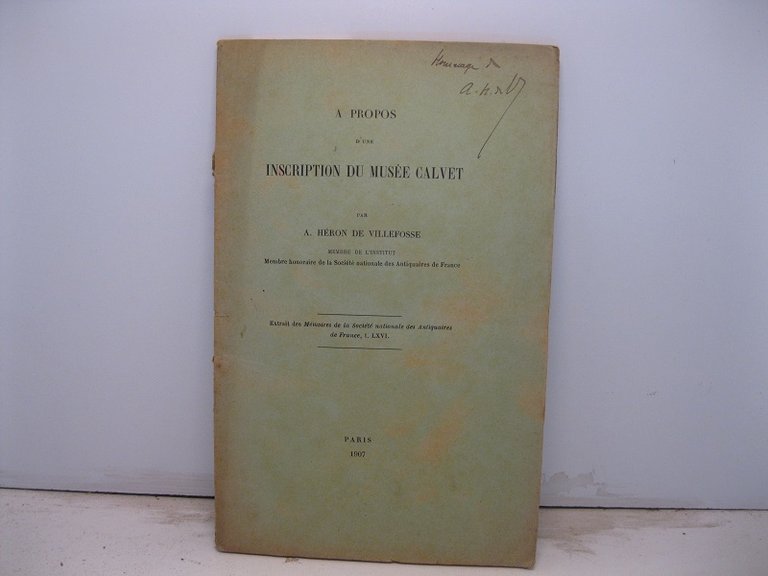 Hommage de
A. H. de V
A PROPOS
D'UNE
INSCRIPTION DU MUSÉE CALVET
PAR
A. HÉRON DE VILLEFOSSE
MEMBRE DE L'INSTITUT
Membre honoraire de la Société nationale des Antiquaires de France
Extrait des Mémoires de la Société nationale des Antiquaires
de France, t. LXVI.
PARIS
1907